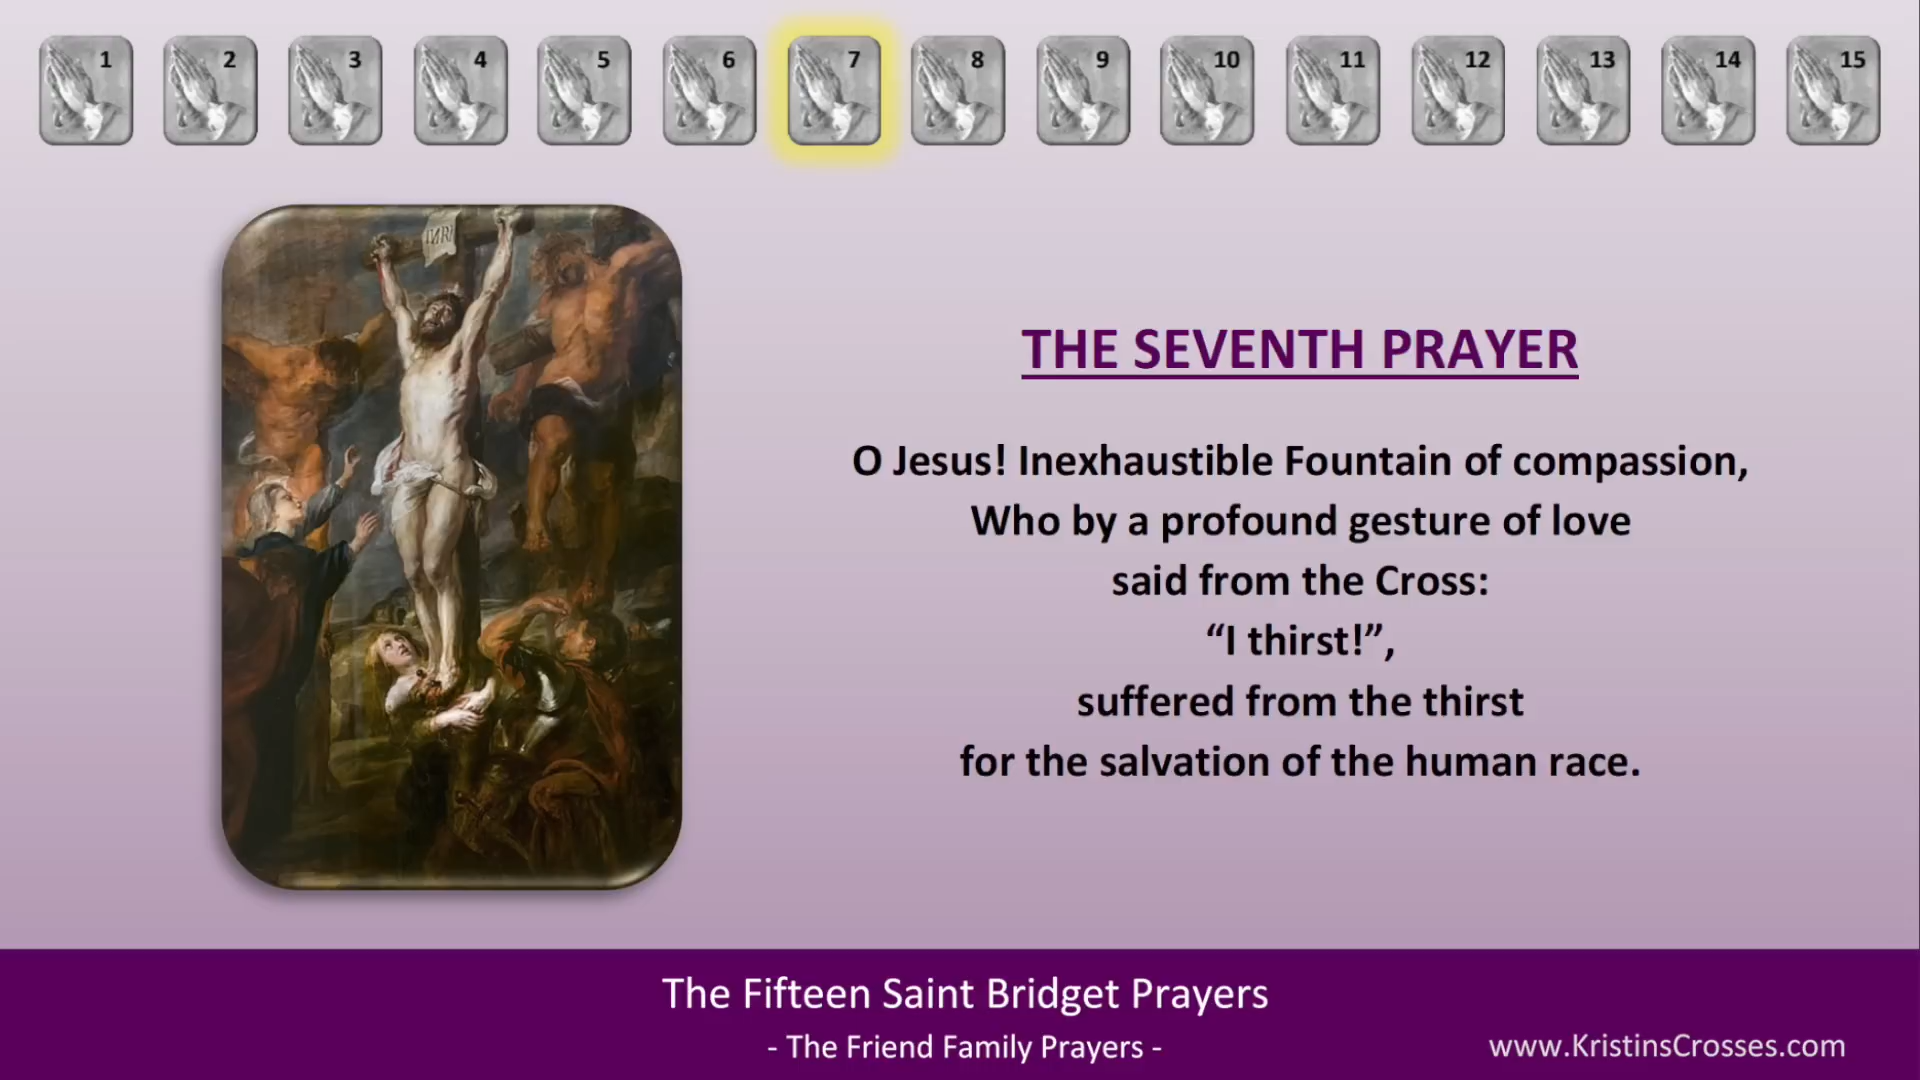 1 2 3 4 5 6 7 8 9 10 11 12 13 14 15
INRI
THE SEVENTH PRAYER
O Jesus! Inexhaustible Fountain of compassion,
Who by a profound gesture of love
said from the Cross:
“I thirst!”,
suffered from the thirst
for the salvation of the human race.
The Fifteen Saint Bridget Prayers
- The Friend Family Prayers -
www.KristinsCrosses.com